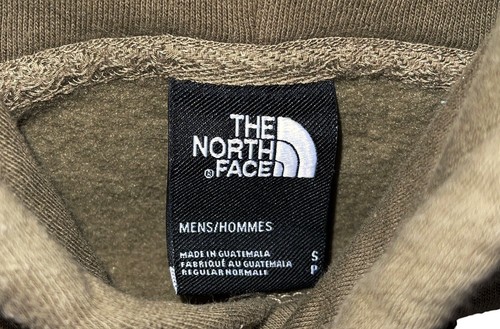 THE
NORTH
FACE
®
MENS/HOMMES
MADE IN GUATEMALA S
FABRIQUÉ AU GUATEMALA P
REGULAR NORMALE